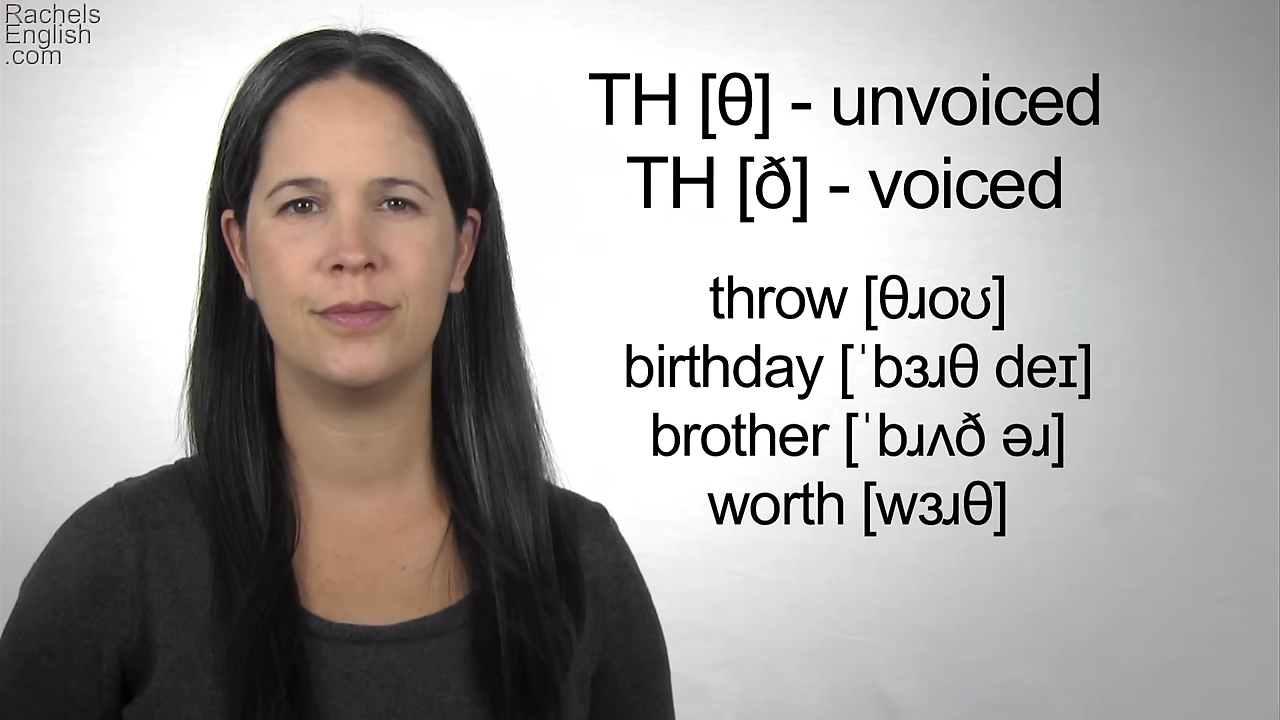 Rachels
English
.com
TH [θ] - unvoiced
TH [ð] - voiced
throw [θɹoʊ]
birthday [ˈbɜɹθ deɪ]
brother [ˈbɹʌð əɹ]
worth [wɜɹθ]